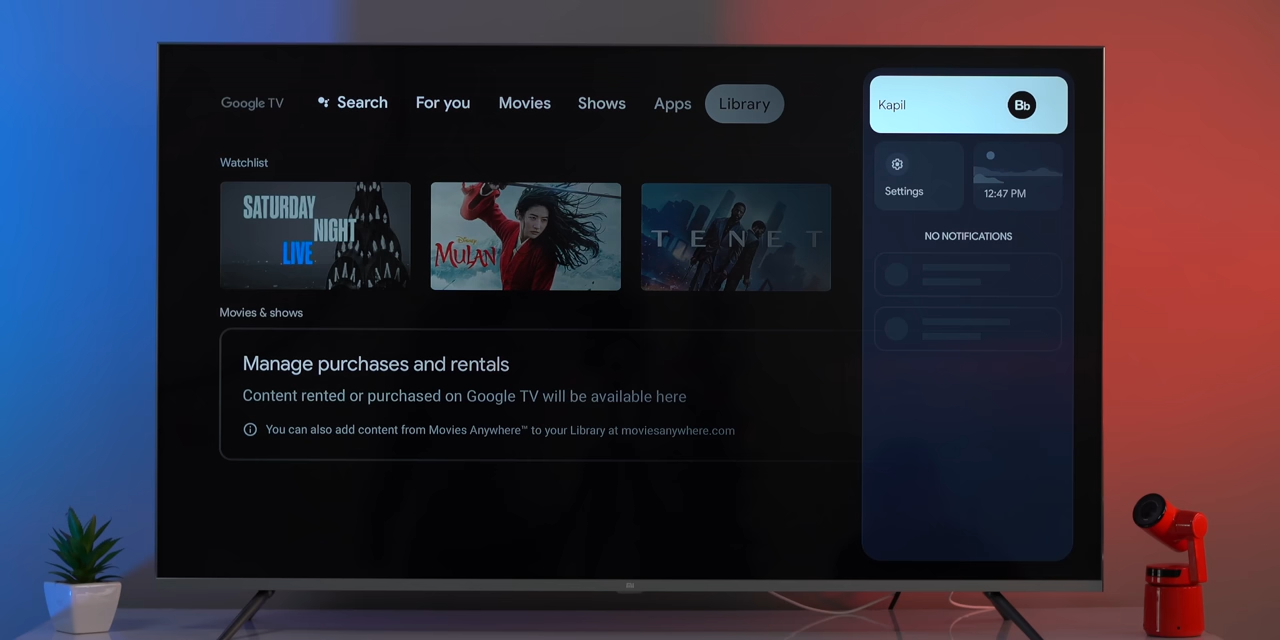 Google TV
Search
For you
Movies
Shows
Apps
Library
Kapil
Bb
Settings
12:47 PM
NO NOTIFICATIONS
Watchlist
SATURDAY
NIGHT
LIVE
Disney
MULAN
TENET
Movies & shows
Manage purchases and rentals
Content rented or purchased on Google TV will be available here
You can also add content from Movies Anywhere™ to your Library at moviesanywhere.com
MI